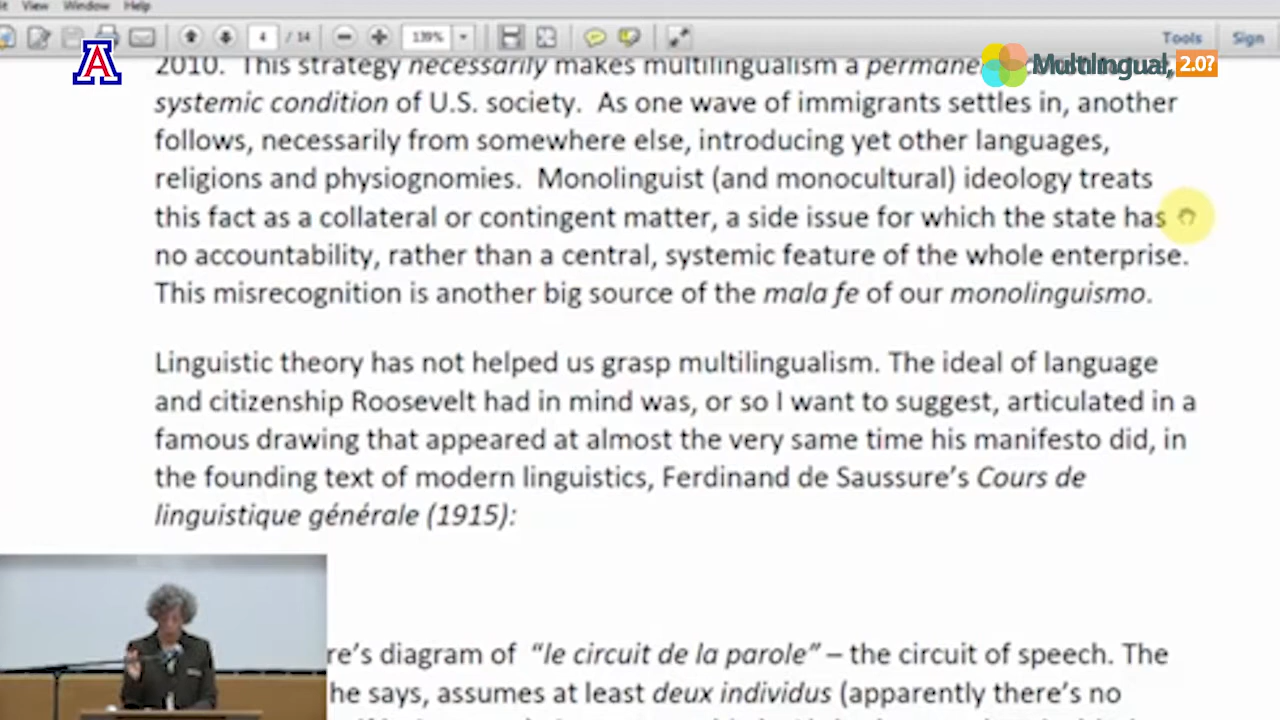 View Window Help
4 / 14 139% Tools Sign
A
Multilingual, 2.0?
2010. This strategy necessarily makes multilingualism a
systemic condition of U.S. society. As one wave of immigrants settles in, another
follows, necessarily from somewhere else, introducing yet other languages,
religions and physiognomies. Monolinguist (and monocultural) ideology treats
this fact as a collateral or contingent matter, a side issue for which the state has
no accountability, rather than a central, systemic feature of the whole enterprise.
This misrecognition is another big source of the mala fe of our monolinguismo.
Linguistic theory has not helped us grasp multilingualism. The ideal of language
and citizenship Roosevelt had in mind was, or so I want to suggest, articulated in a
famous drawing that appeared at almost the very same time his manifesto did, in
the founding text of modern linguistics, Ferdinand de Saussure's Cours de
linguistique générale (1915):
re's diagram of “le circuit de la parole” – the circuit of speech. The
he says, assumes at least deux individus (apparently there's no